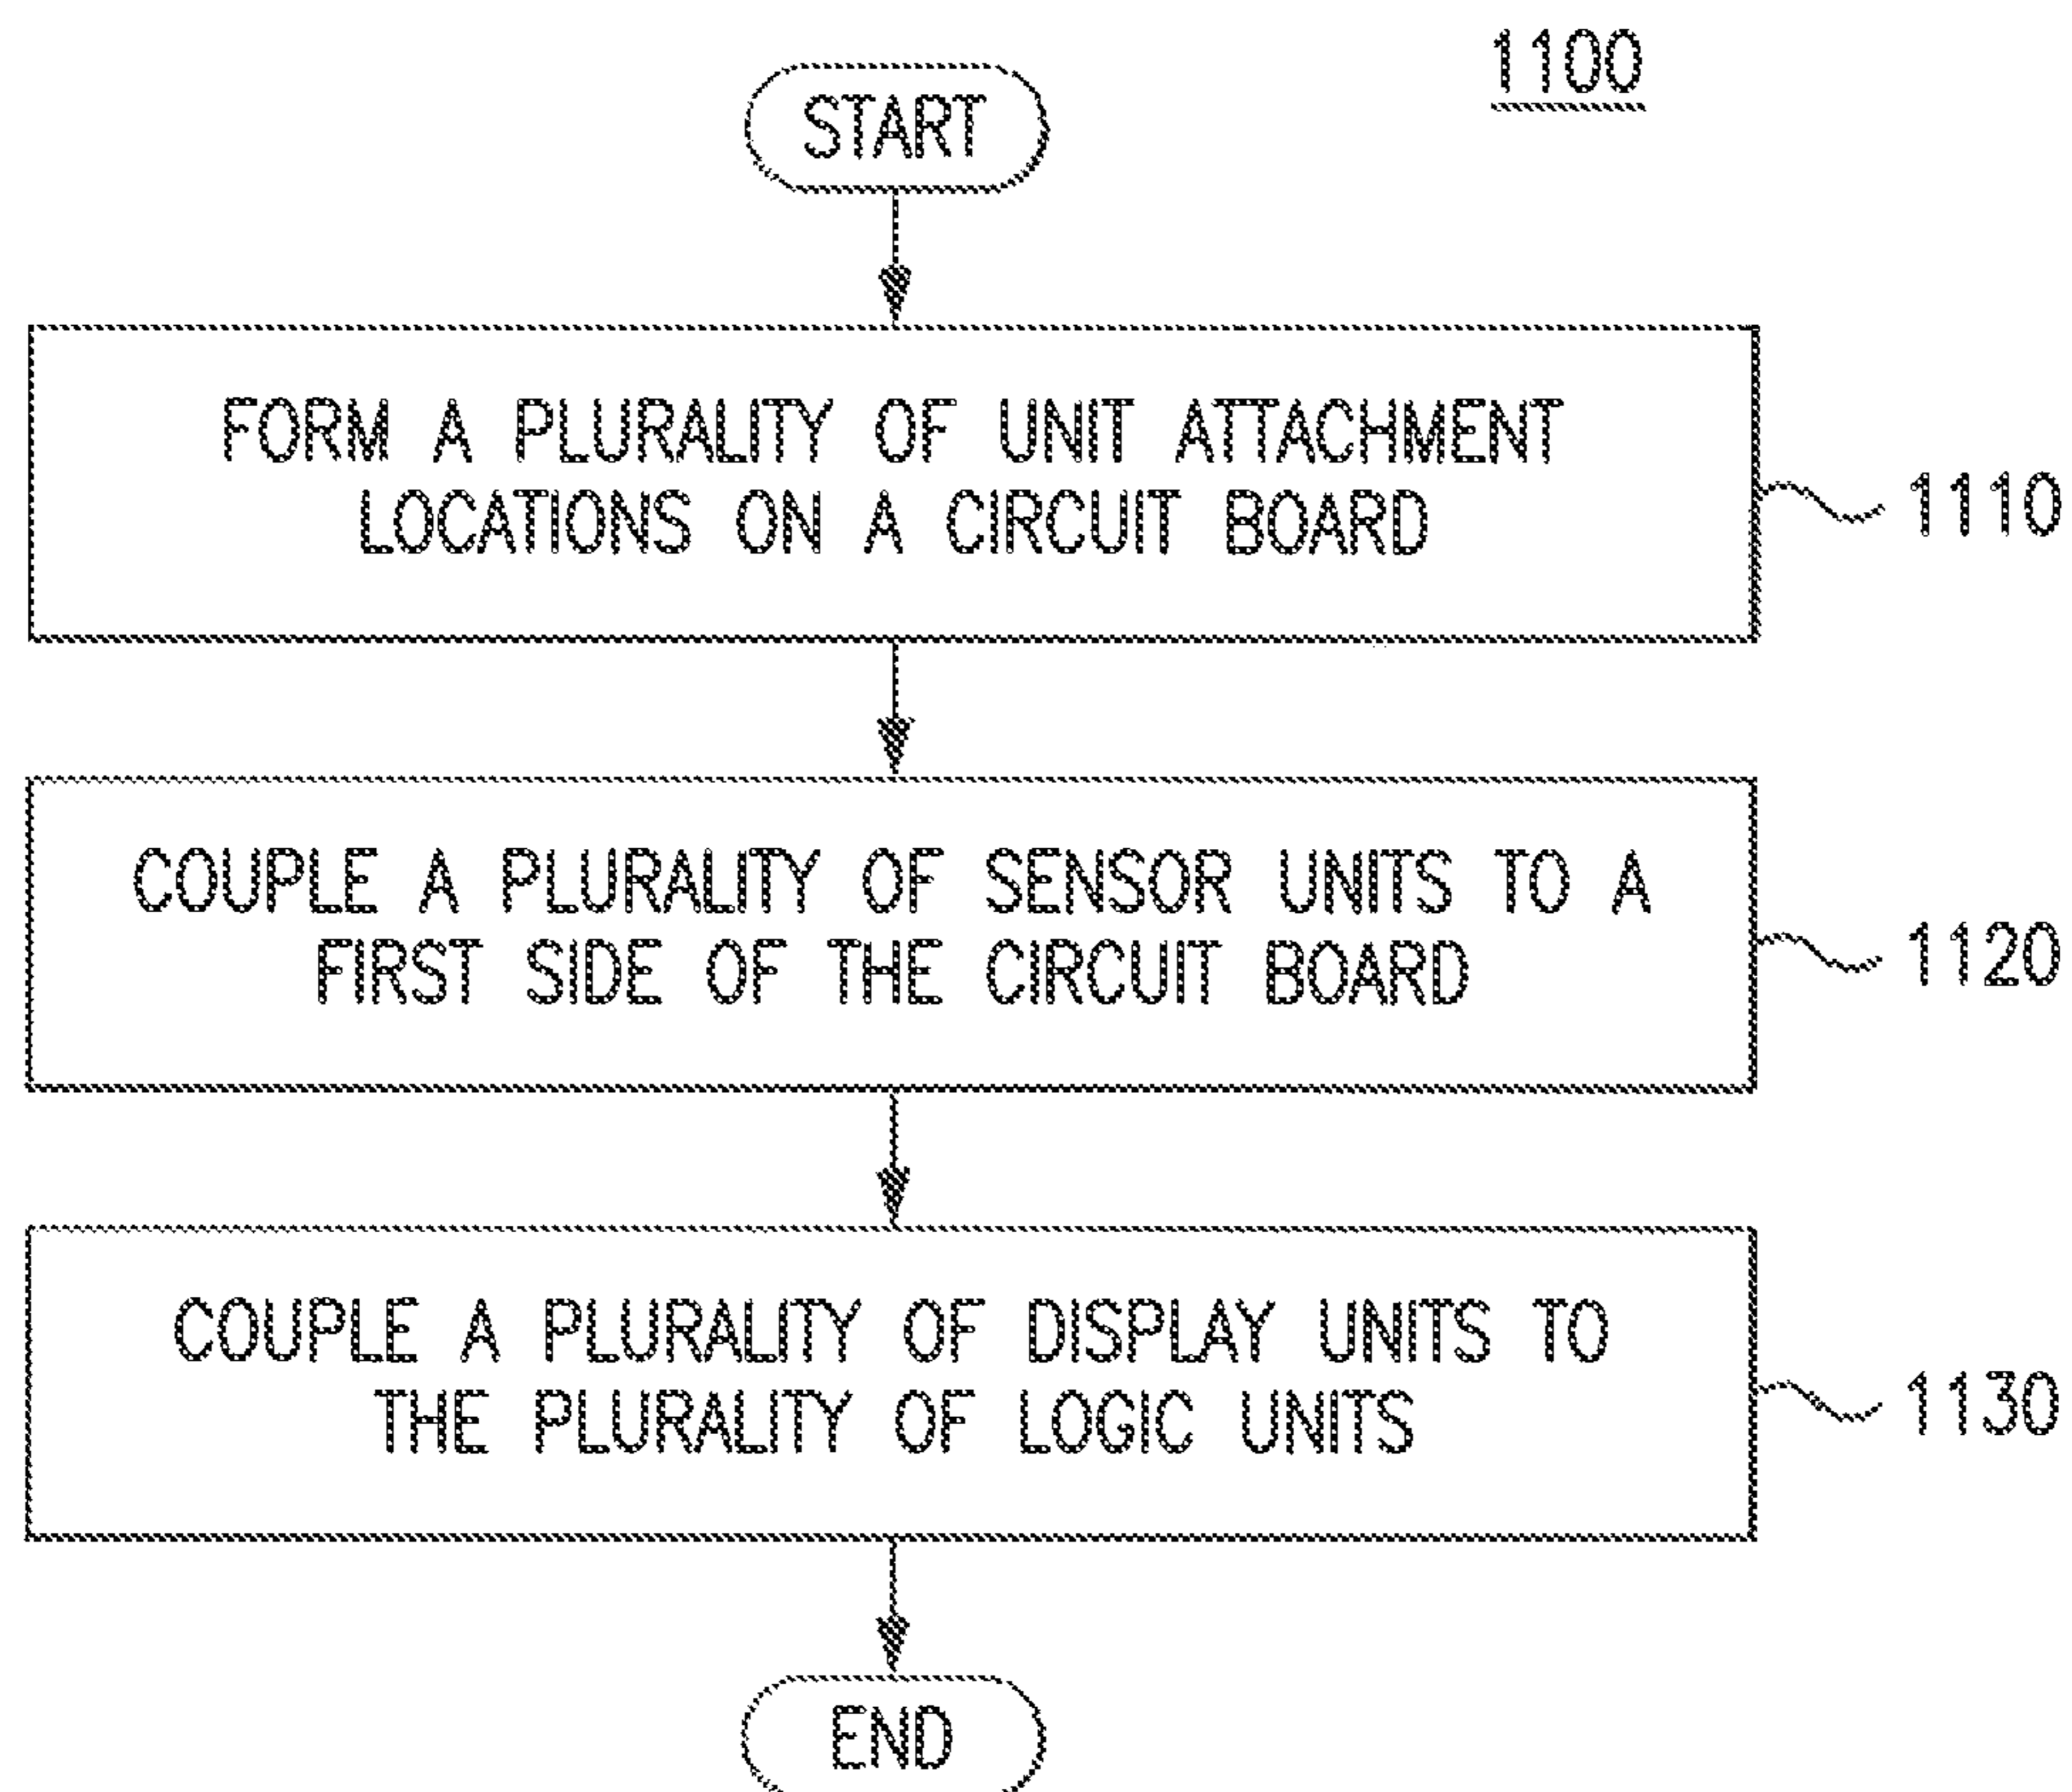 1100
START
FORM A PLURALITY OF UNIT ATTACHMENT
LOCATIONS ON A CIRCUIT BOARD
1110
COUPLE A PLURALITY OF SENSOR UNITS TO A
FIRST SIDE OF THE CIRCUIT BOARD
1120
COUPLE A PLURALITY OF DISPLAY UNITS TO
THE PLURALITY OF LOGIC UNITS
1130
END